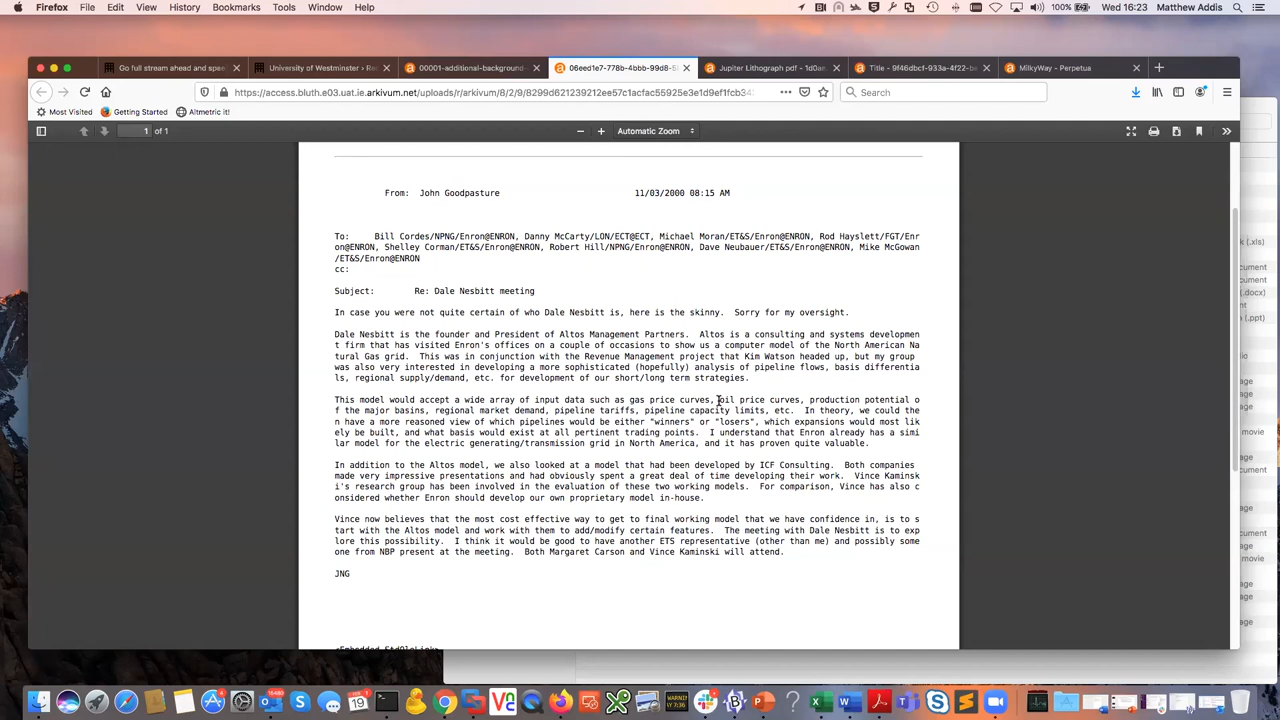 Firefox File Edit View History Bookmarks Tools Window Help 100% Wed 16:23 Matthew Addis
Go full stream ahead and spe University of Westminster › Re 00001-additional-background 06eed1e7-778b-4bbb-99d8-5 Jupiter Lithograph pdf - 1d0ae Title - 9f46dbcf-933a-4f22-be MilkyWay - Perpetua
https://access.bluth.e03.uat.ie.arkivum.net/uploads/r/arkivum/8/2/9/8299d621239212ee57c1acfac55925e3e1d9ef1fcb34 Search
Most Visited Getting Started Altmetric it!
1 of 1 Automatic Zoom
From: John Goodpasture 11/03/2000 08:15 AM
To: Bill Cordes/NPNG/Enron@ENRON, Danny McCarty/LON/ECT@ECT, Michael Moran/ET&S/Enron@ENRON, Rod Hayslett/FGT/Enr
on@ENRON, Shelley Corman/ET&S/Enron@ENRON, Robert Hill/NPNG/Enron@ENRON, Dave Neubauer/ET&S/Enron@ENRON, Mike McGowan
/ET&S/Enron@ENRON
cc:
Subject: Re: Dale Nesbitt meeting
In case you were not quite certain of who Dale Nesbitt is, here is the skinny. Sorry for my oversight.
Dale Nesbitt is the founder and President of Altos Management Partners. Altos is a consulting and systems developmen
t firm that has visited Enron's offices on a couple of occasions to show us a computer model of the North American Na
tural Gas grid. This was in conjunction with the Revenue Management project that Kim Watson headed up, but my group
was also very interested in developing a more sophisticated (hopefully) analysis of pipeline flows, basis differentia
ls, regional supply/demand, etc. for development of our short/long term strategies.
This model would accept a wide array of input data such as gas price curves, oil price curves, production potential o
f the major basins, regional market demand, pipeline tariffs, pipeline capacity limits, etc. In theory, we could the
n have a more reasoned view of which pipelines would be either "winners" or "losers", which expansions would most lik
ely be built, and what basis would exist at all pertinent trading points. I understand that Enron already has a simi
lar model for the electric generating/transmission grid in North America, and it has proven quite valuable.
In addition to the Altos model, we also looked at a model that had been developed by ICF Consulting. Both companies
made very impressive presentations and had obviously spent a great deal of time developing their work. Vince Kaminsk
i's research group has been involved in the evaluation of these two working models. For comparison, Vince has also c
onsidered whether Enron should develop our own proprietary model in-house.
Vince now believes that the most cost effective way to get to final working model that we have confidence in, is to s
tart with the Altos model and work with them to add/modify certain features. The meeting with Dale Nesbitt is to exp
lore this possibility. I think it would be good to have another ETS representative (other than me) and possibly some
one from NBP present at the meeting. Both Margaret Carson and Vince Kaminski will attend.
JNG
<Embedded StdOleLink>
k (.xls)
cument
cument
(.docx)
(.ppt)
age
movie
cument
age
movie
age
age
age
age